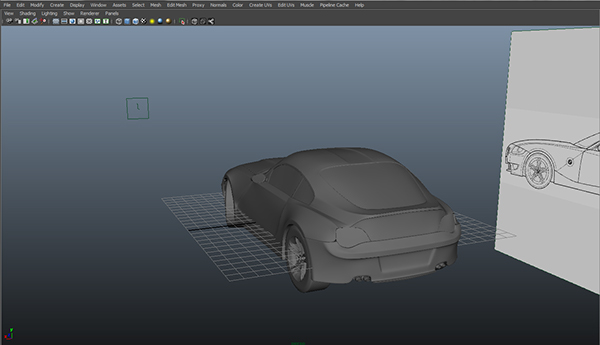 File Edit Modify Create Display Window Assets Select Mesh Edit Mesh Proxy Normals Color Create UVs Edit UVs Muscle Pipeline Cache Help
View Shading Lighting Show Renderer Panels
1